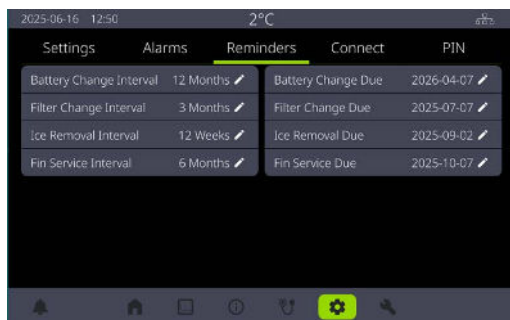 2025-06-16 12:50 2°C
Settings Alarms Reminders Connect PIN
Battery Change Interval 12 Months Battery Change Due 2026-04-07
Filter Change Interval 3 Months Filter Change Due 2025-07-07
Ice Removal Interval 12 Weeks Ice Removal Due 2025-09-02
Fin Service Interval 6 Months Fin Service Due 2025-10-07